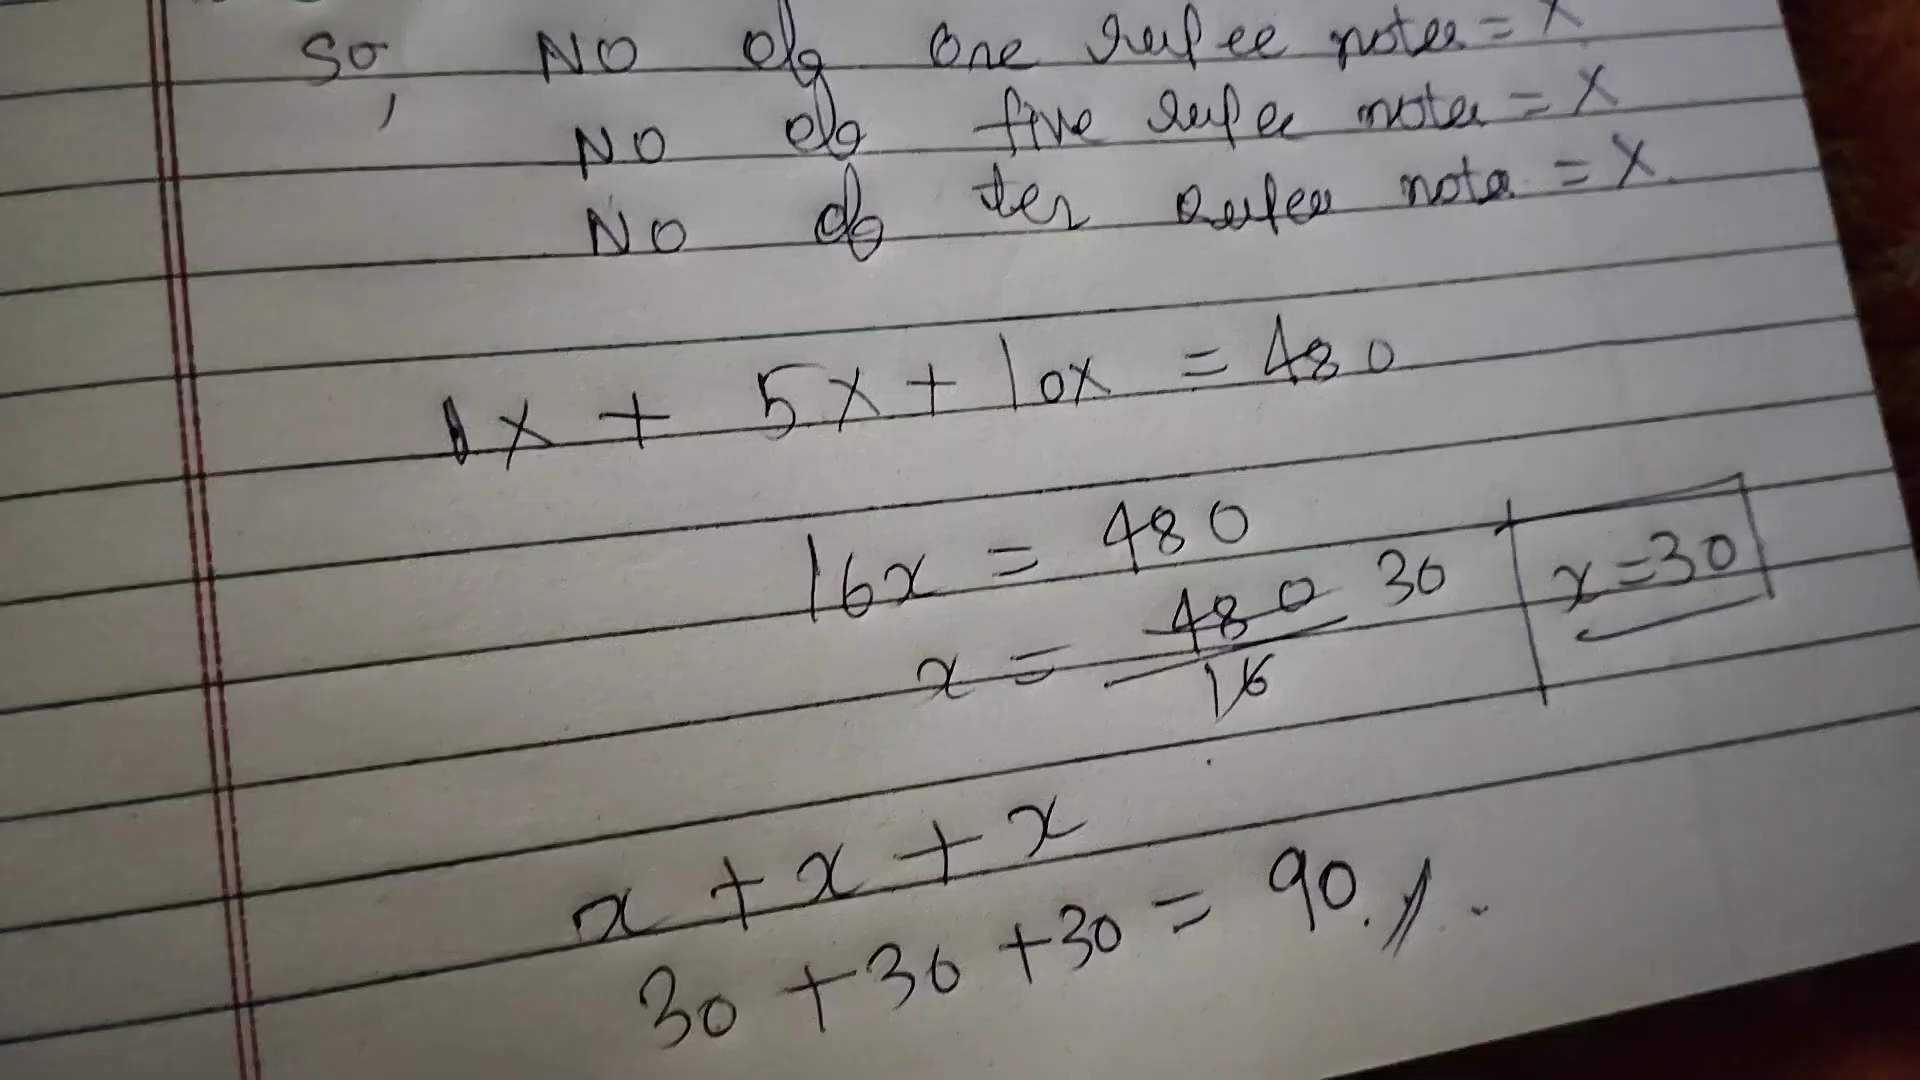 So, No of one rupee notes = x
No of five rupee notes = x
No of ten rupee notes = x
1x + 5x + 10x = 480
16x = 480
x = 480/16 30
x = 30
x + x + x
30 + 30 + 30 = 90